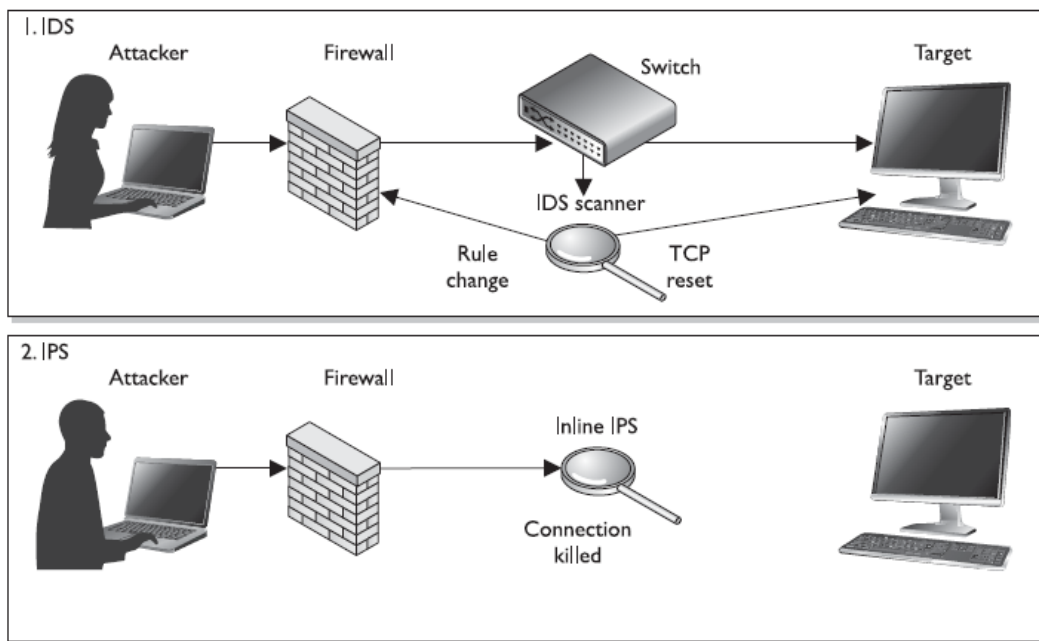 1. IDS
Attacker
Firewall
Switch
Target
IDS scanner
Rule
change
TCP
reset
2. IPS
Attacker
Firewall
Target
Inline IPS
Connection
killed